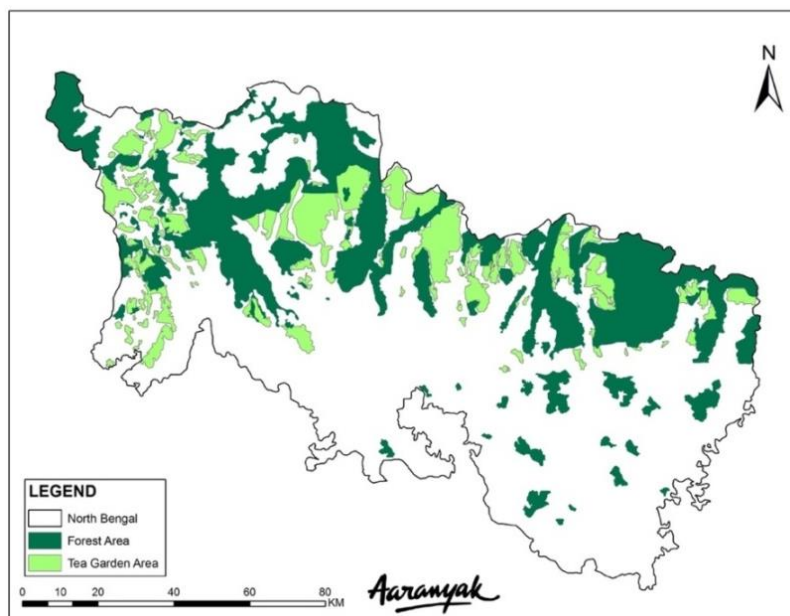 N
LEGEND
North Bengal
Forest Area
Tea Garden Area
0 10 20 40 60 80
KM
Aaranyak